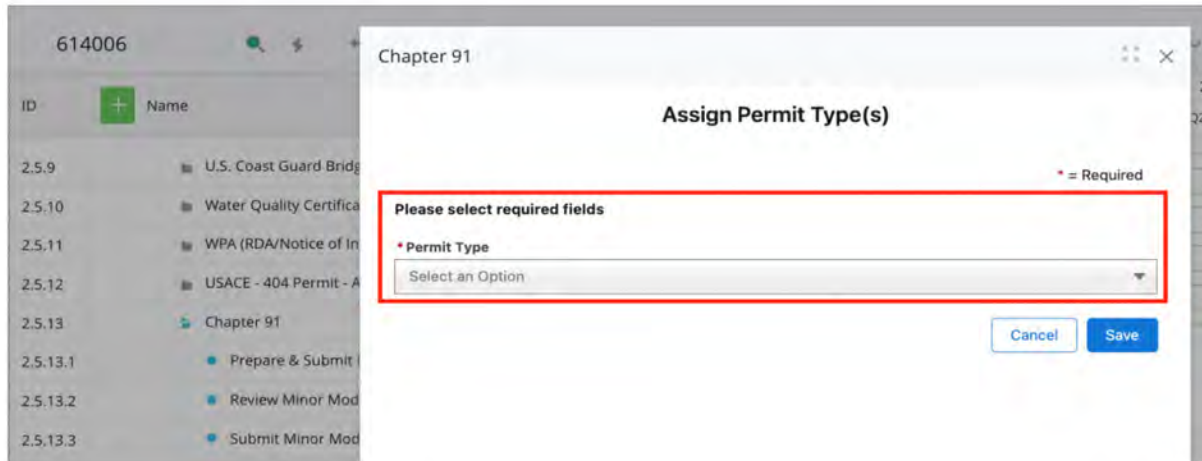 614006
Chapter 91
ID
Name
Assign Permit Type(s)
* = Required
2.5.9
U.S. Coast Guard Bridg
2.5.10
Water Quality Certifica
Please select required fields
2.5.11
WPA (RDA/Notice of In
* Permit Type
2.5.12
USACE - 404 Permit - A
Select an Option
2.5.13
Chapter 91
Cancel
Save
2.5.13.1
Prepare & Submit
2.5.13.2
Review Minor Mod
2.5.13.3
Submit Minor Mod